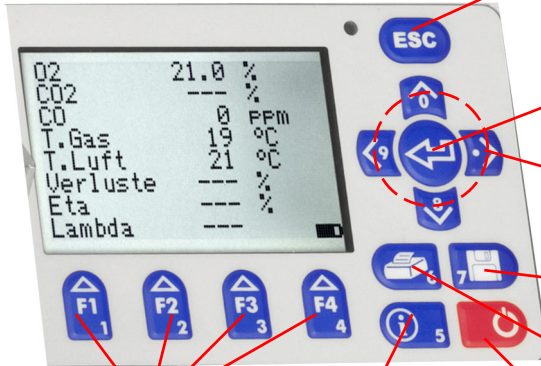 ESC
O2 21.0 %
CO2 --- %
CO 0 PPm
T.Gas 19 °C
T.Luft 21 °C
Verluste --- %
Eta --- %
Lambda ---
0
9
.
8
F1 1
F2 2
F3 3
F4 4
6
7
i 5